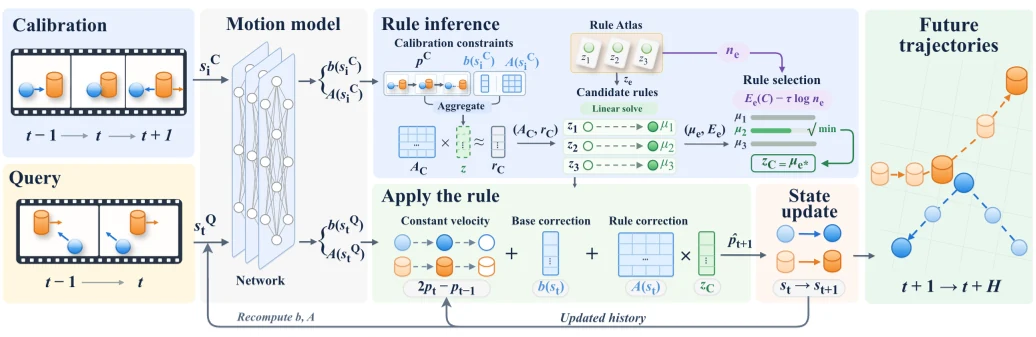 Calibration
t − 1 → t → t + 1
Query
t − 1 → t
s_i^C
s_t^Q
Motion model
Network
b(s_i^C)
A(s_i^C)
b(s_t^Q)
A(s_t^Q)
Rule inference
Calibration constraints
p^C b(s_i^C) A(s_i^C)
Aggregate
A_C × z ≈ r_C
(A_C, r_C)
Rule Atlas
z_1 z_2 z_3
z_e
Candidate rules
Linear solve
z_1 μ_1
z_2 μ_2
z_3 μ_3
(μ_e, E_e)
n_e
Rule selection
E_e(C) − τ log n_e
μ_1
μ_2 √ min
μ_3
z_C = μ_e*
Apply the rule
Constant velocity
2p_t − p_t−1
+
Base correction
b(s_t)
+
Rule correction
A(s_t)
×
z_C
p̂_t+1
State
update
s_t → s_t+1
Future
trajectories
t + 1 → t + H
Recompute b, A
Updated history